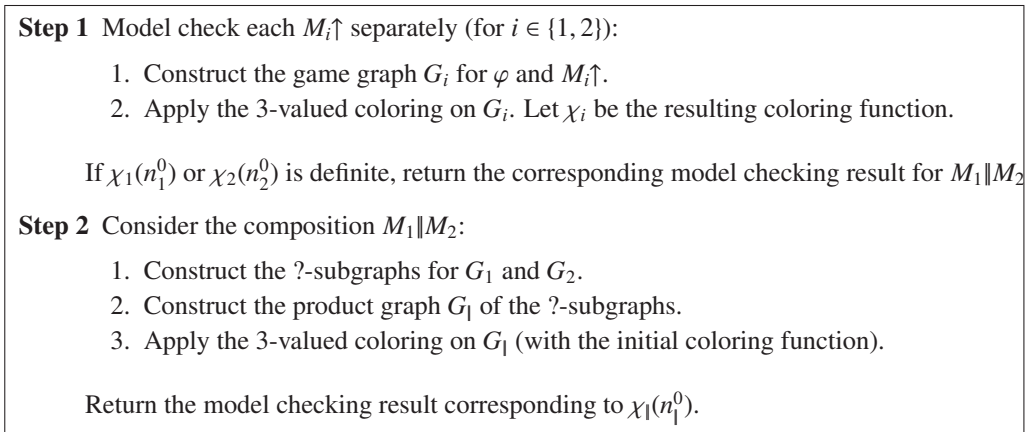 Step 1 Model check each M_i↑ separately (for i ∈ {1, 2}):
1. Construct the game graph G_i for φ and M_i↑.
2. Apply the 3-valued coloring on G_i. Let χ_i be the resulting coloring function.
If χ_1(n_1^0) or χ_2(n_2^0) is definite, return the corresponding model checking result for M_1‖M_2
Step 2 Consider the composition M_1‖M_2:
1. Construct the ?-subgraphs for G_1 and G_2.
2. Construct the product graph G_‖ of the ?-subgraphs.
3. Apply the 3-valued coloring on G_‖ (with the initial coloring function).
Return the model checking result corresponding to χ_‖(n_‖^0).